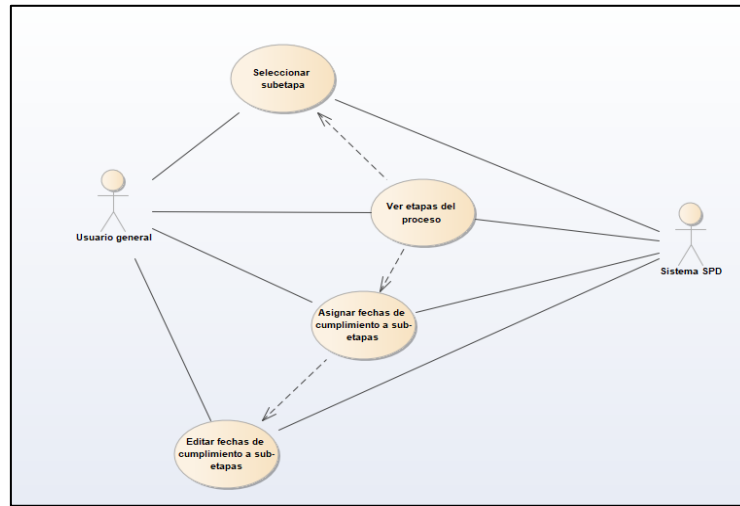 Seleccionar
subetapa
Ver etapas del
proceso
Usuario general
Sistema SPD
Asignar fechas de
cumplimiento a sub-
etapas
Editar fechas de
cumplimiento a sub-
etapas